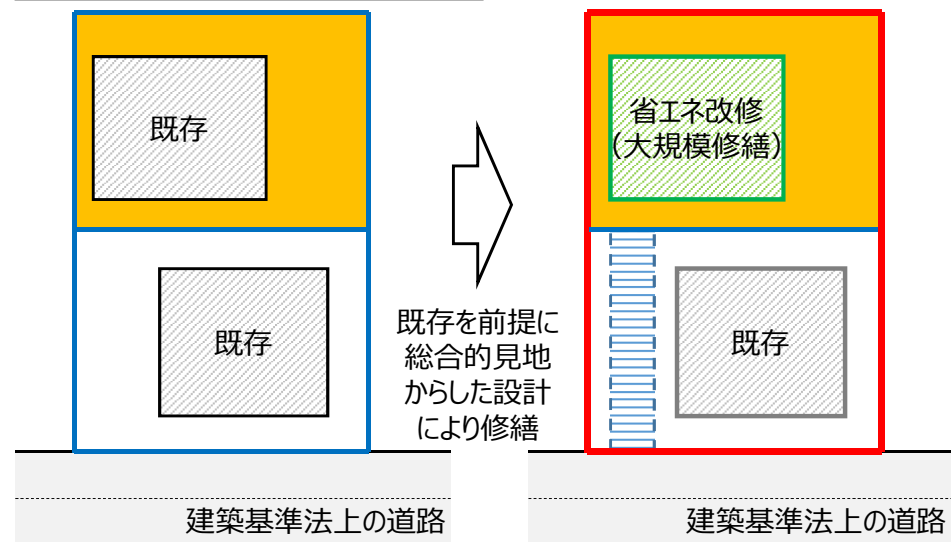 既存
既存
建築基準法上の道路
既存を前提に
総合的見地
からした設計
により修繕
省エネ改修
(大規模修繕)
既存
建築基準法上の道路